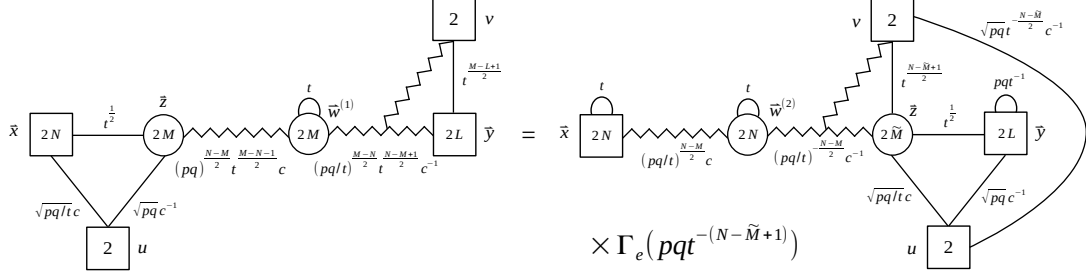 2 v
2 v
√pq t^{-(N-M̃)/2} c^{-1}
t^{(M-L+1)/2}
t^{(N-M̃+1)/2}
pqt^{-1}
t t t
x⃗ 2N t^{1/2} z⃗ 2M 2M w⃗^{(1)} 2L y⃗ = x⃗ 2N 2N w⃗^{(2)} 2M̃ z⃗ t^{1/2} 2L y⃗
(pq)^{(N-M)/2} t^{(M-N-1)/2} c (pq/t)^{(M-N)/2} t^{(N-M+1)/2} c^{-1} (pq/t)^{(N-M)/2} c (pq/t)^{-(N-M)/2} c^{-1}
√pq/t c √pq c^{-1} √pq/t c √pq c^{-1}
2 u
2 u
× Γ_e(pqt^{-(N-M̃+1)})